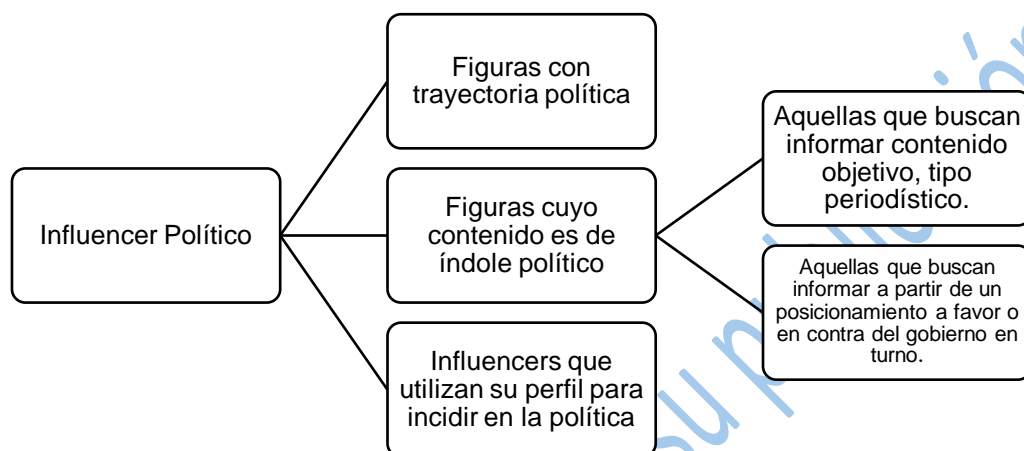 Figuras con
trayectoria política
Influencer Político
Figuras cuyo
contenido es de
índole político
Influencers que
utilizan su perfil para
incidir en la política
Aquellas que buscan
informar contenido
objetivo, tipo
periodístico.
Aquellas que buscan
informar a partir de un
posicionamiento a favor o
en contra del gobierno en
turno.
su